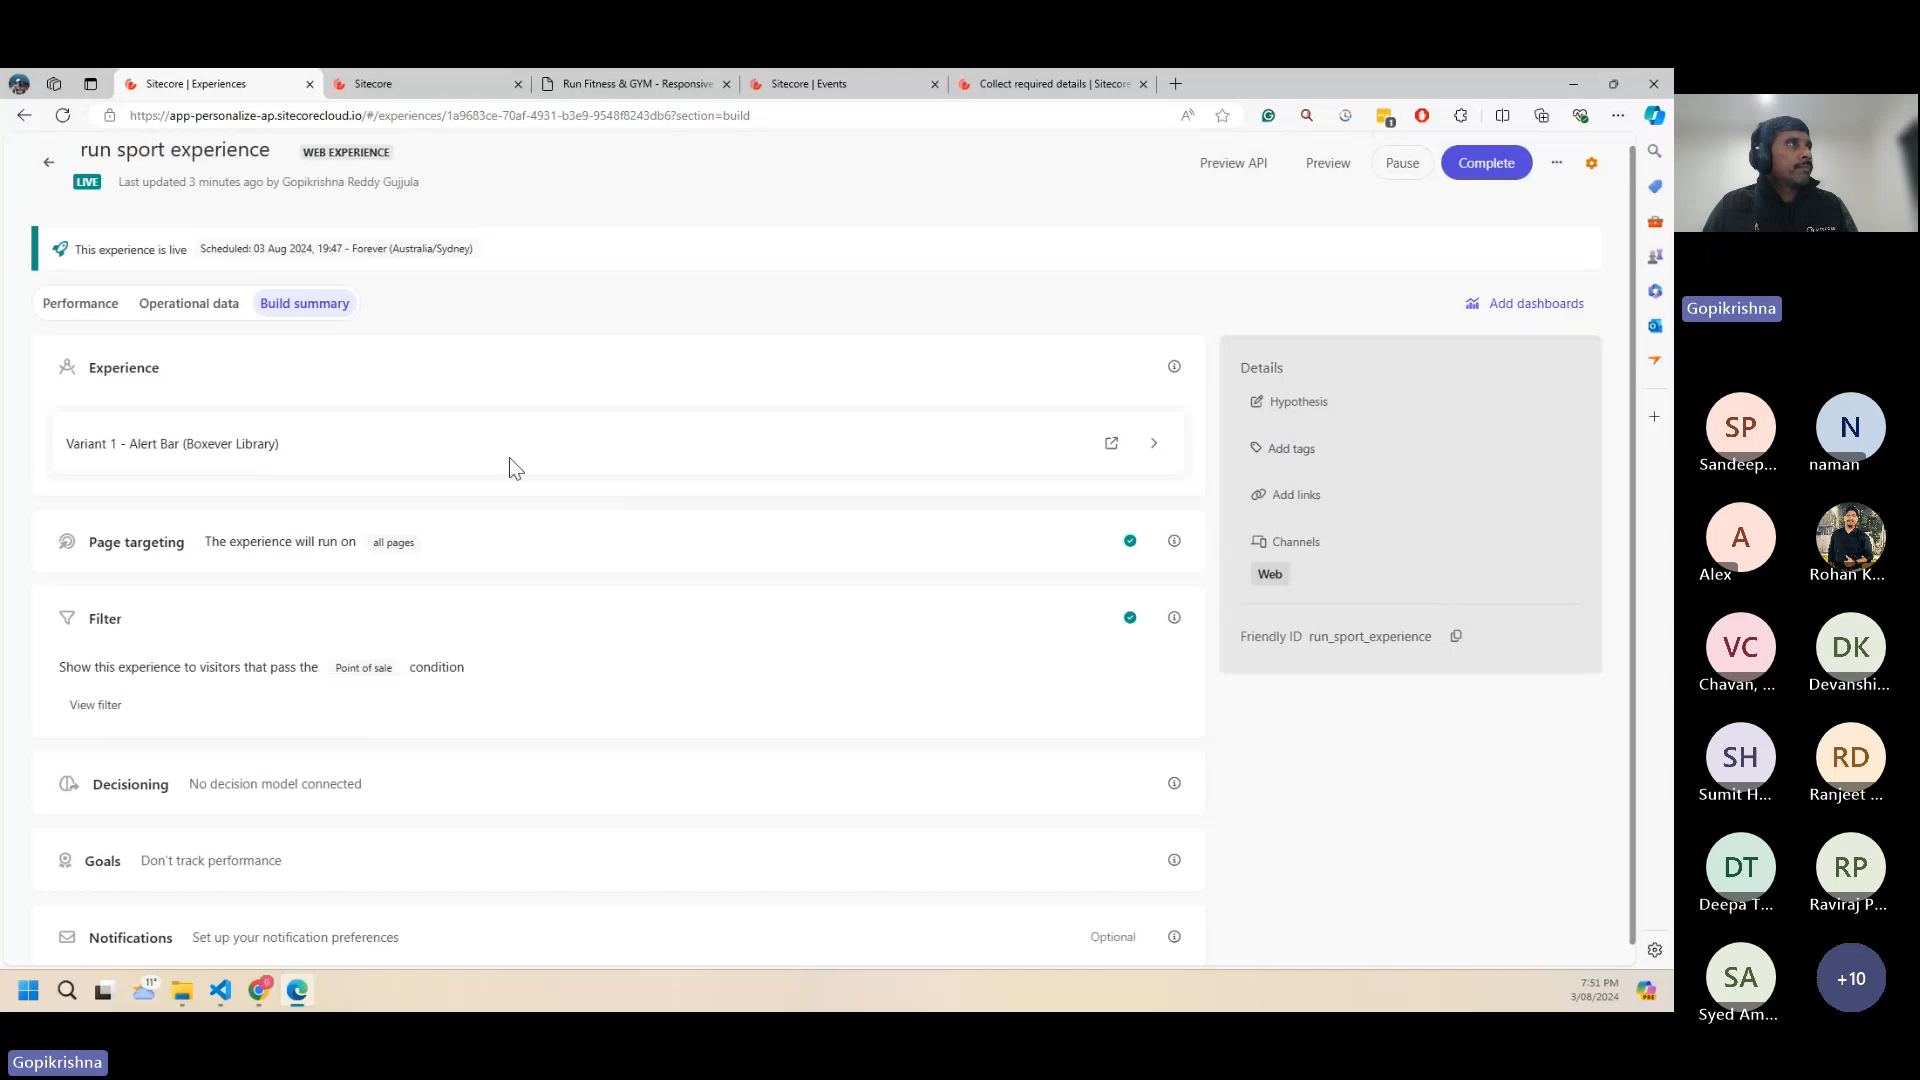 Sitecore | Experiences
Sitecore
Run Fitness & GYM - Responsive
Sitecore | Events
Collect required details | Sitecore
https://app-personalize-ap.sitecorecloud.io/#/experiences/1a9683ce-70af-4931-b3e9-9548f8243db6?section=build
run sport experience
WEB EXPERIENCE
LIVE
Last updated 3 minutes ago by Gopikrishna Reddy Gujjula
Preview API
Preview
Pause
Complete
This experience is live
Scheduled: 03 Aug 2024, 19:47 - Forever (Australia/Sydney)
Performance
Operational data
Build summary
Add dashboards
Experience
Variant 1 - Alert Bar (Boxever Library)
Page targeting
The experience will run on
all pages
Filter
Show this experience to visitors that pass the Point of sale condition
View filter
Decisioning
No decision model connected
Goals
Don't track performance
Notifications
Set up your notification preferences
Optional
Details
Hypothesis
Add tags
Add links
Channels
Web
Friendly ID run_sport_experience
11°
7:51 PM
3/08/2024
Gopikrishna
SP
Sandeep...
N
naman
A
Alex
Rohan K...
VC
Chavan, ...
DK
Devanshi...
SH
Sumit H...
RD
Ranjeet ...
DT
Deepa T...
RP
Raviraj P...
SA
Syed Am...
+10
Gopikrishna